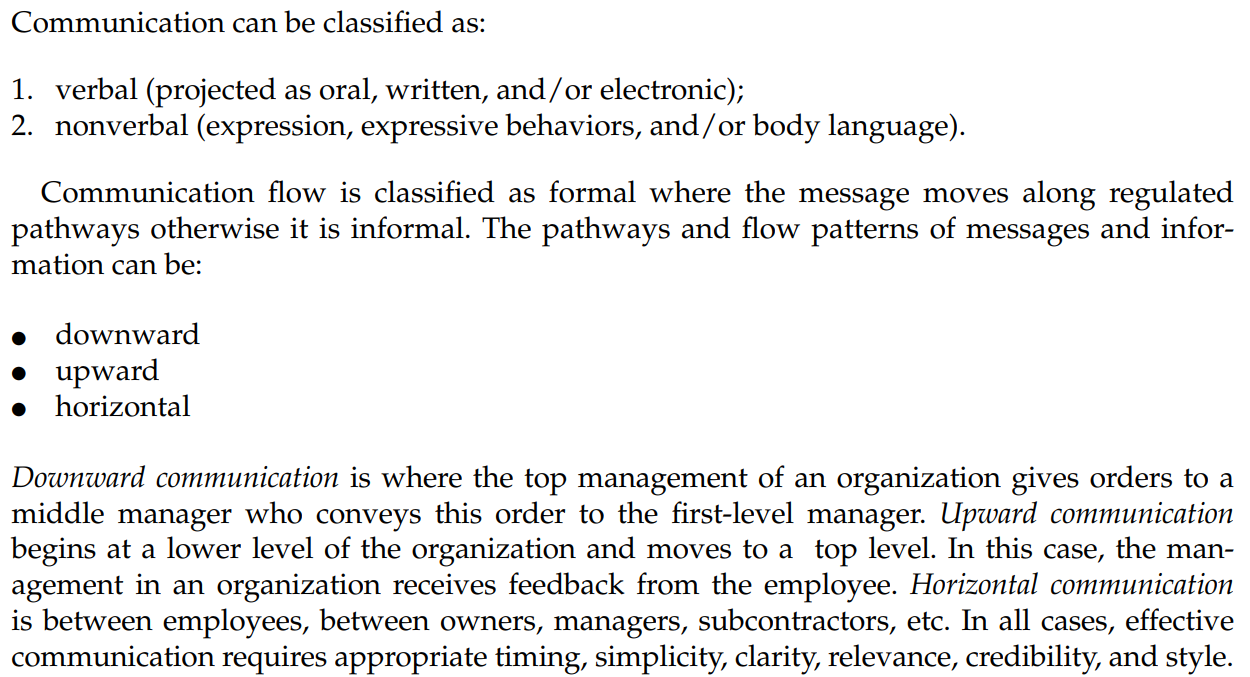 Communication can be classified as:
1. verbal (projected as oral, written, and/or electronic);
2. nonverbal (expression, expressive behaviors, and/or body language).
Communication flow is classified as formal where the message moves along regulated
pathways otherwise it is informal. The pathways and flow patterns of messages and infor-
mation can be:
● downward
● upward
● horizontal
Downward communication is where the top management of an organization gives orders to a
middle manager who conveys this order to the first-level manager. Upward communication
begins at a lower level of the organization and moves to a top level. In this case, the man-
agement in an organization receives feedback from the employee. Horizontal communication
is between employees, between owners, managers, subcontractors, etc. In all cases, effective
communication requires appropriate timing, simplicity, clarity, relevance, credibility, and style.